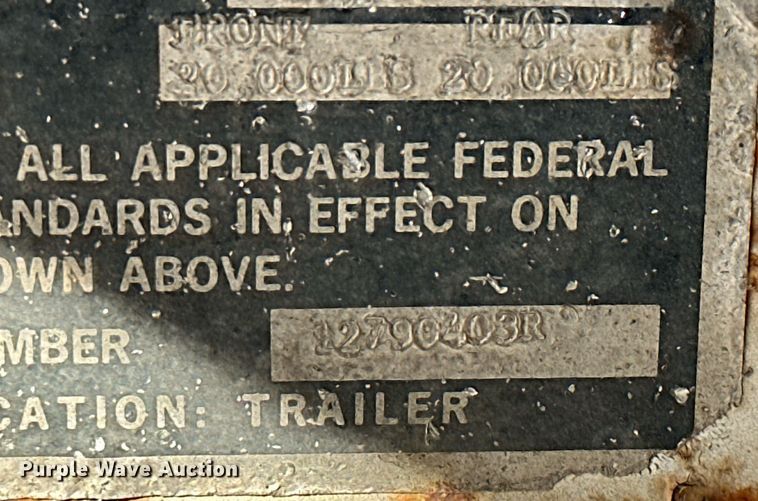 FRONT REAR
20,000LBS 20,000LBS
ALL APPLICABLE FEDERAL
ANDARDS IN EFFECT ON
OWN ABOVE.
MBER 12790403R
CATION: TRAILER
Purple Wave Auction